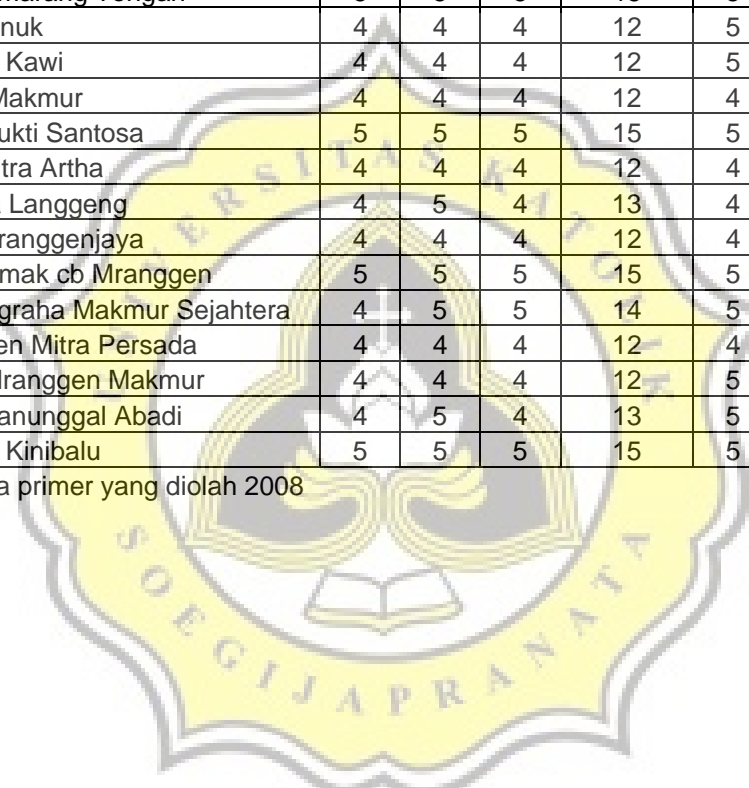 nuk 4 4 4 12 5
Kawi 4 4 4 12 5
Makmur 4 4 4 12 4
ukti Santosa 5 5 5 15 5
tra Artha 4 4 4 12 4
Langgeng 4 5 4 13 4
ranggenjaya 4 4 4 12 4
mak cb Mranggen 5 5 5 15 5
graha Makmur Sejahtera 4 5 5 14 5
en Mitra Persada 4 4 4 12 4
ranggen Makmur 4 4 4 12 5
anunggal Abadi 4 5 4 13 5
Kinibalu 5 5 5 15 5
a primer yang diolah 2008
UNIVERSITAS KATOLIK
SOEGIJAPRANATA